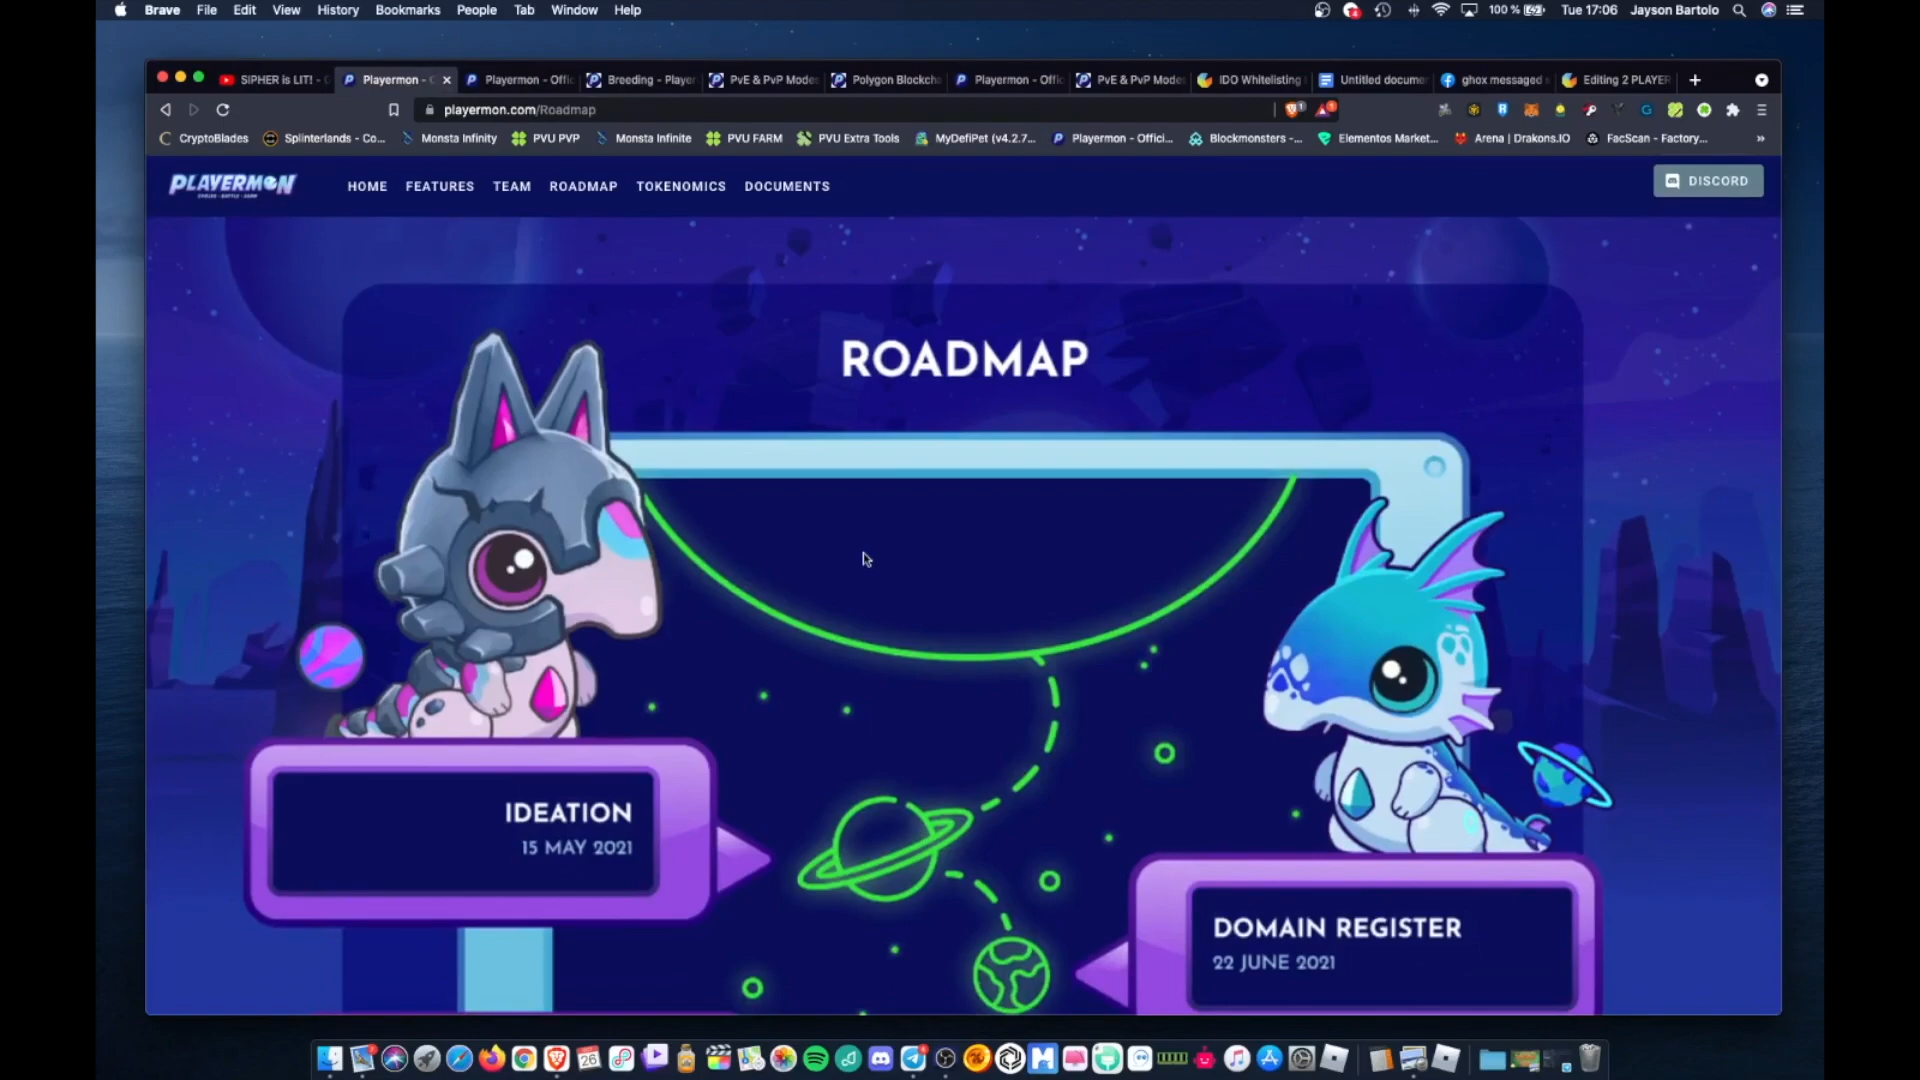 Brave File Edit View History Bookmarks People Tab Window Help
100 % Tue 17:06 Jayson Bartolo
SIPHER is LIT! - Playermon - Playermon - Offic Breeding - Player PvE & PvP Mode Polygon Blockcha Playermon - Offic PvE & PvP Mode IDO Whitelisting Untitled docume ghox messaged Editing 2 PLAYER
playermon.com/Roadmap
CryptoBlades Splinterlands - Co... Monsta Infinity PVU PVP Monsta Infinite PVU FARM PVU Extra Tools MyDefiPet (v4.2.7... Playermon - Offici... Blockmonsters -... Elementos Market... Arena | Drakons.IO FacScan - Factory... »
PLAYERMON HOME FEATURES TEAM ROADMAP TOKENOMICS DOCUMENTS DISCORD
ROADMAP
IDEATION
15 MAY 2021
DOMAIN REGISTER
22 JUNE 2021
26